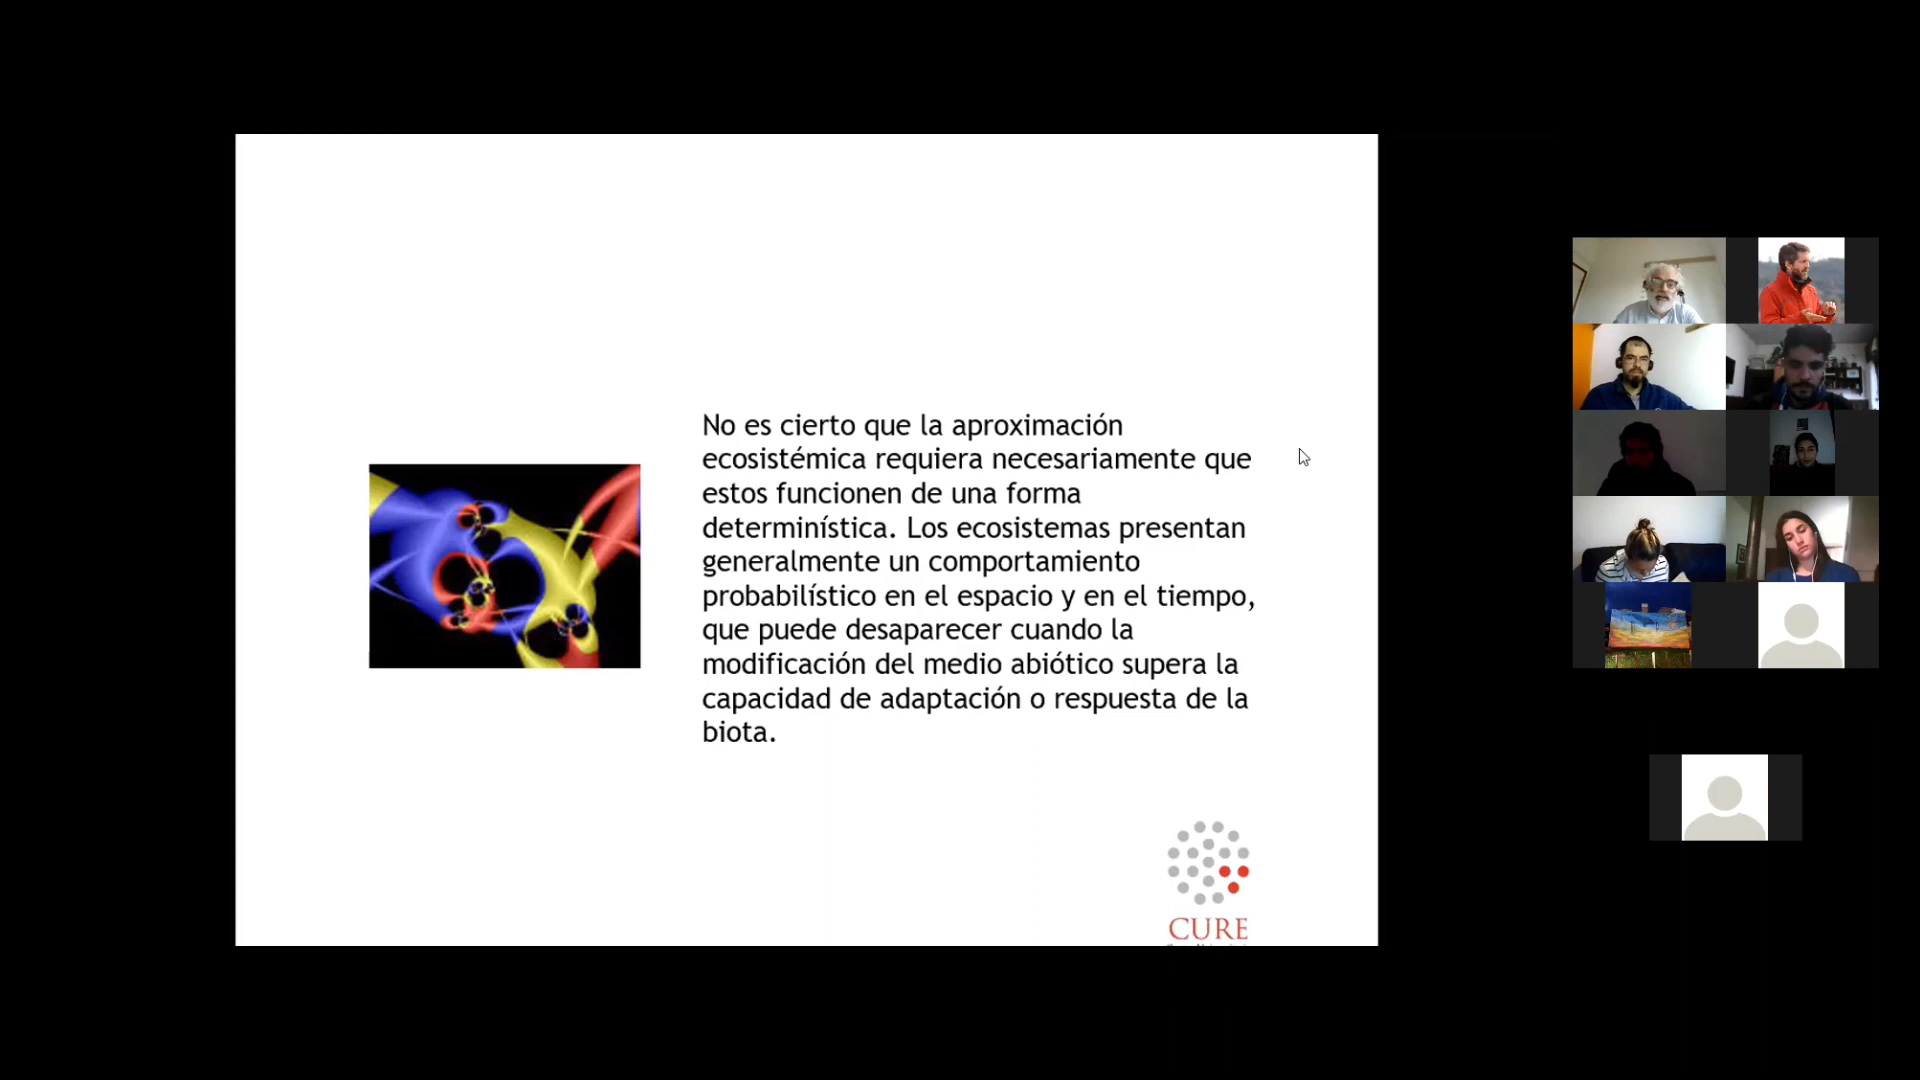 No es cierto que la aproximación
ecosistémica requiera necesariamente que
estos funcionen de una forma
determinística. Los ecosistemas presentan
generalmente un comportamiento
probabilístico en el espacio y en el tiempo,
que puede desaparecer cuando la
modificación del medio abiótico supera la
capacidad de adaptación o respuesta de la
biota.
CURE